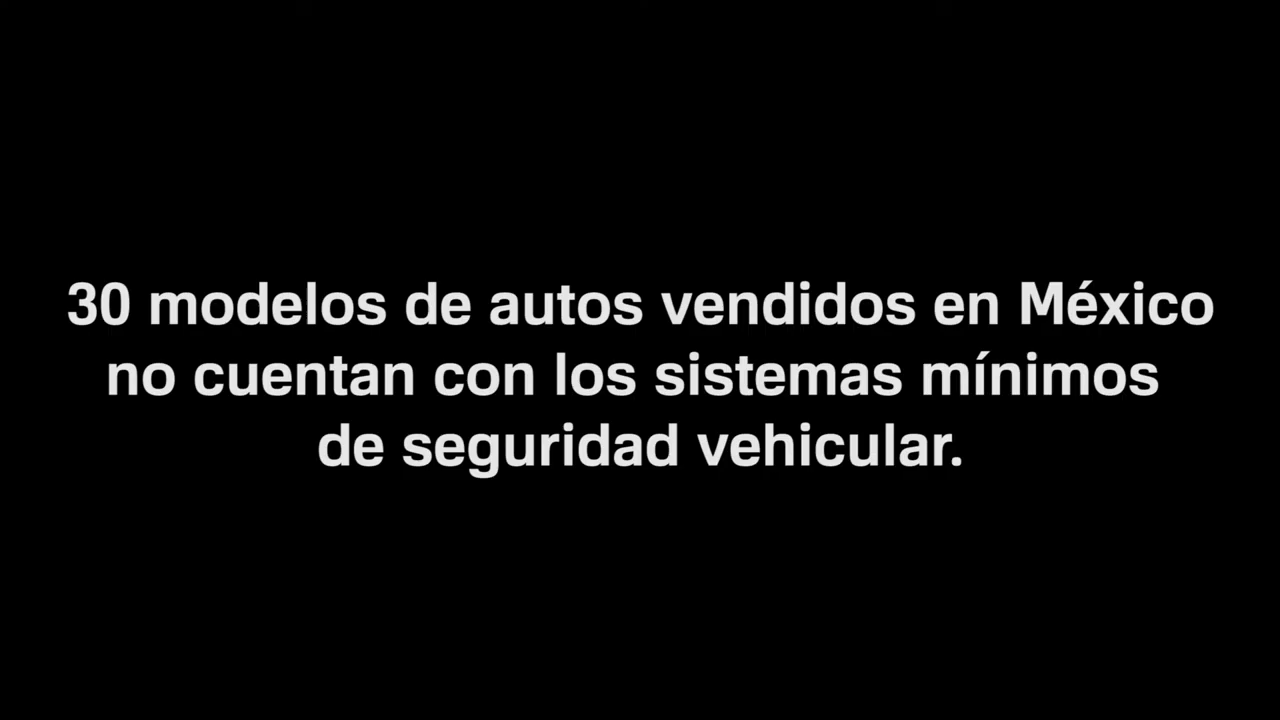 30 modelos de autos vendidos en México
no cuentan con los sistemas mínimos
de seguridad vehicular.